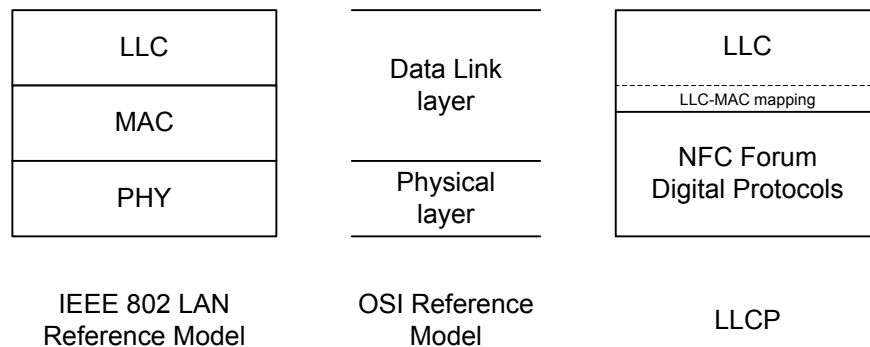 LLC
MAC
PHY
IEEE 802 LAN
Reference Model
Data Link
layer
Physical
layer
OSI Reference
Model
LLC
LLC-MAC mapping
NFC Forum
Digital Protocols
LLCP